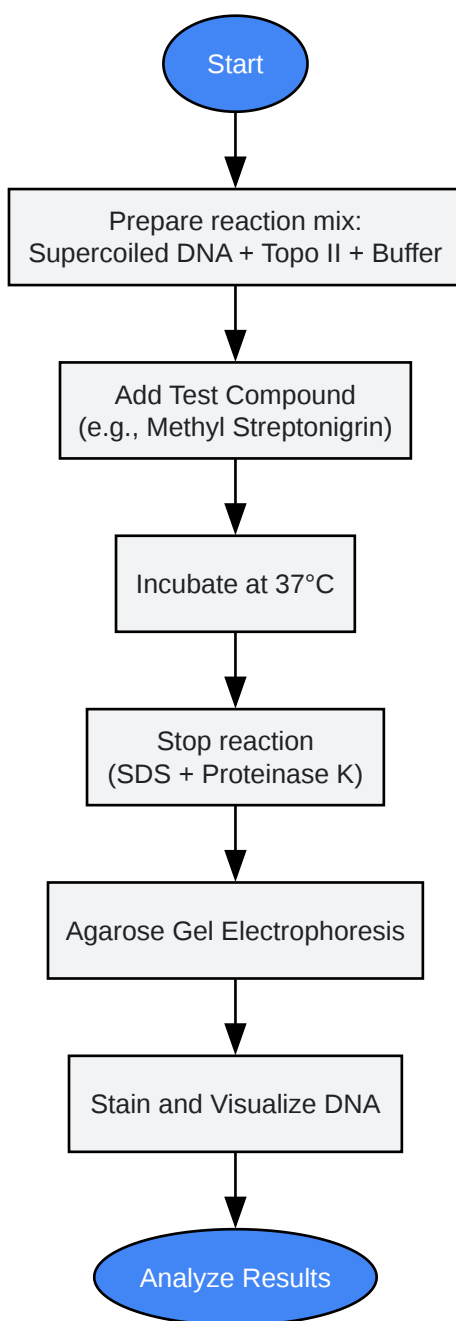 Start
Prepare reaction mix:
Supercoiled DNA + Topo II + Buffer
Add Test Compound
(e.g., Methyl Streptonigrin)
Incubate at 37°C
Stop reaction
(SDS + Proteinase K)
Agarose Gel Electrophoresis
Stain and Visualize DNA
Analyze Results